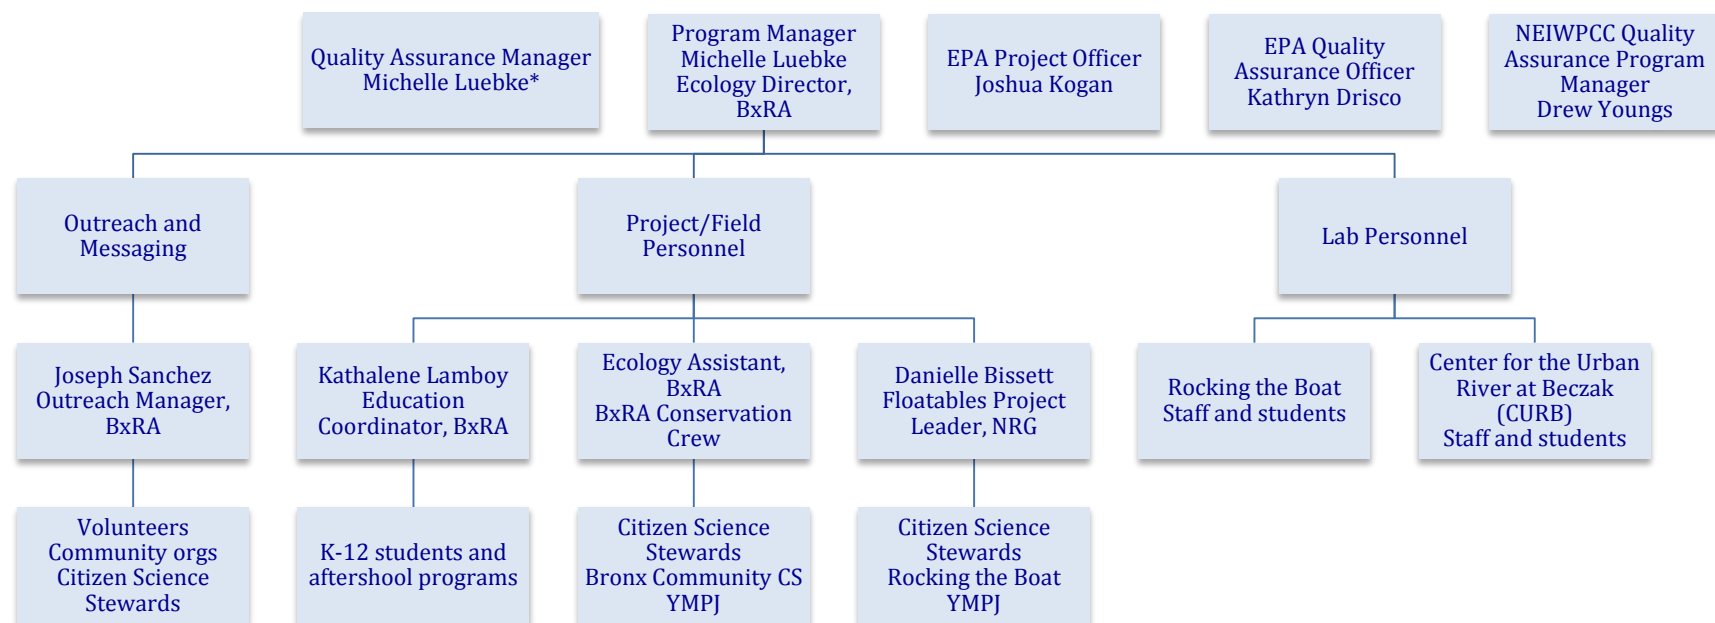 Quality Assurance Manager
Michelle Luebke*
Program Manager
Michelle Luebke
Ecology Director,
BxRA
EPA Project Officer
Joshua Kogan
EPA Quality
Assurance Officer
Kathryn Drisco
NEIWPCC Quality
Assurance Program
Manager
Drew Youngs
Outreach and
Messaging
Project/Field
Personnel
Lab Personnel
Joseph Sanchez
Outreach Manager,
BxRA
Kathalene Lamboy
Education
Coordinator, BxRA
Ecology Assistant,
BxRA
BxRA Conservation
Crew
Danielle Bissett
Floatables Project
Leader, NRG
Rocking the Boat
Staff and students
Center for the Urban
River at Beczak
(CURB)
Staff and students
Volunteers
Community orgs
Citizen Science
Stewards
K-12 students and
aftershool programs
Citizen Science
Stewards
Bronx Community CS
YMPJ
Citizen Science
Stewards
Rocking the Boat
YMPJ